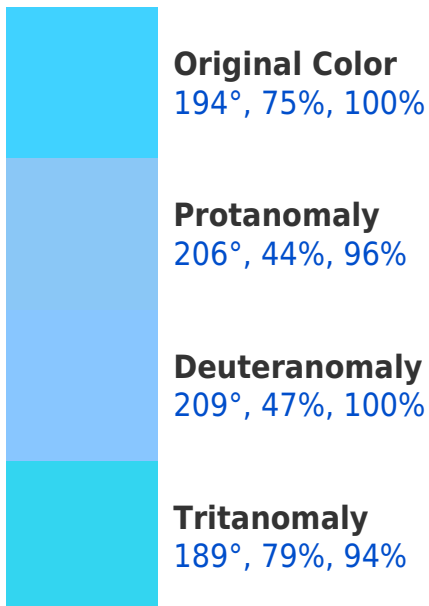 Original Color
194°, 75%, 100%
Protanomaly
206°, 44%, 96%
Deuteranomaly
209°, 47%, 100%
Tritanomaly
189°, 79%, 94%